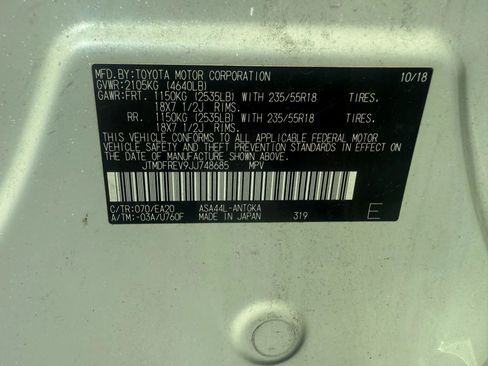 MFD.BY:TOYOTA MOTOR CORPORATION 10/18
GVWR:2105KG (4640LB)
GAWR:FRT. 1150KG (2535LB) WITH 235/55R18 TIRES.
18X7 1/2J RIMS.
RR. 1150KG (2535LB) WITH 235/55R18 TIRES.
18X7 1/2J RIMS.
THIS VEHICLE CONFORMS TO ALL APPLICABLE FEDERAL MOTOR
VEHICLE SAFETY AND THEFT PREVENTION STANDARDS IN EFFECT
ON THE DATE OF MANUFACTURE SHOWN ABOVE.
JTMDFREV9JJ748685 MPV
C/TR:070/EA20 ASA44L-ANTGKA
A/TM:-03A/U760F MADE IN JAPAN 319 E